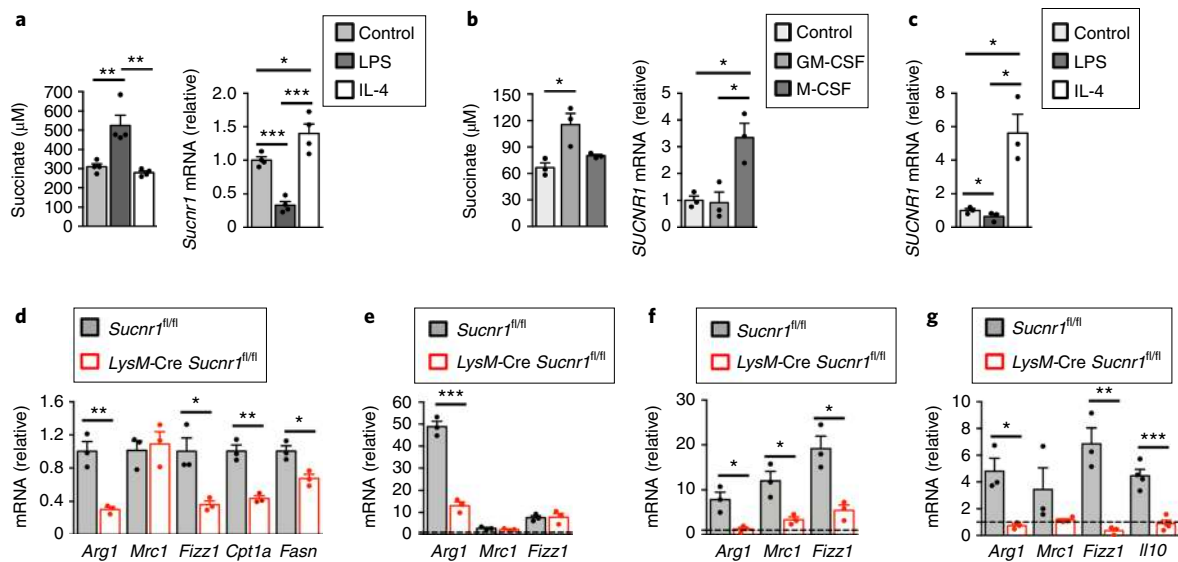 a
Control
LPS
IL-4
** **
Succinate (μM)
700
600
500
400
300
200
100
0
*
***
***
Sucnr1 mRNA (relative)
2.0
1.5
1.0
0.5
0
b
Control
GM-CSF
M-CSF
*
Succinate (μM)
150
120
90
60
30
0
*
*
SUCNR1 mRNA (relative)
5
4
3
2
1
0
c
Control
LPS
IL-4
*
*
*
SUCNR1 mRNA (relative)
8
6
4
2
0
d
Sucnr1fl/fl
LysM-Cre Sucnr1fl/fl
** * ** *
mRNA (relative)
1.6
1.2
0.8
0.4
0
Arg1 Mrc1 Fizz1 Cpt1a Fasn
e
Sucnr1fl/fl
LysM-Cre Sucnr1fl/fl
***
mRNA (relative)
60
50
40
30
20
10
0
Arg1 Mrc1 Fizz1
f
Sucnr1fl/fl
LysM-Cre Sucnr1fl/fl
* * *
mRNA (relative)
30
20
10
0
Arg1 Mrc1 Fizz1
g
Sucnr1fl/fl
LysM-Cre Sucnr1fl/fl
* ** ***
mRNA (relative)
10
8
6
4
2
0
Arg1 Mrc1 Fizz1 Il10